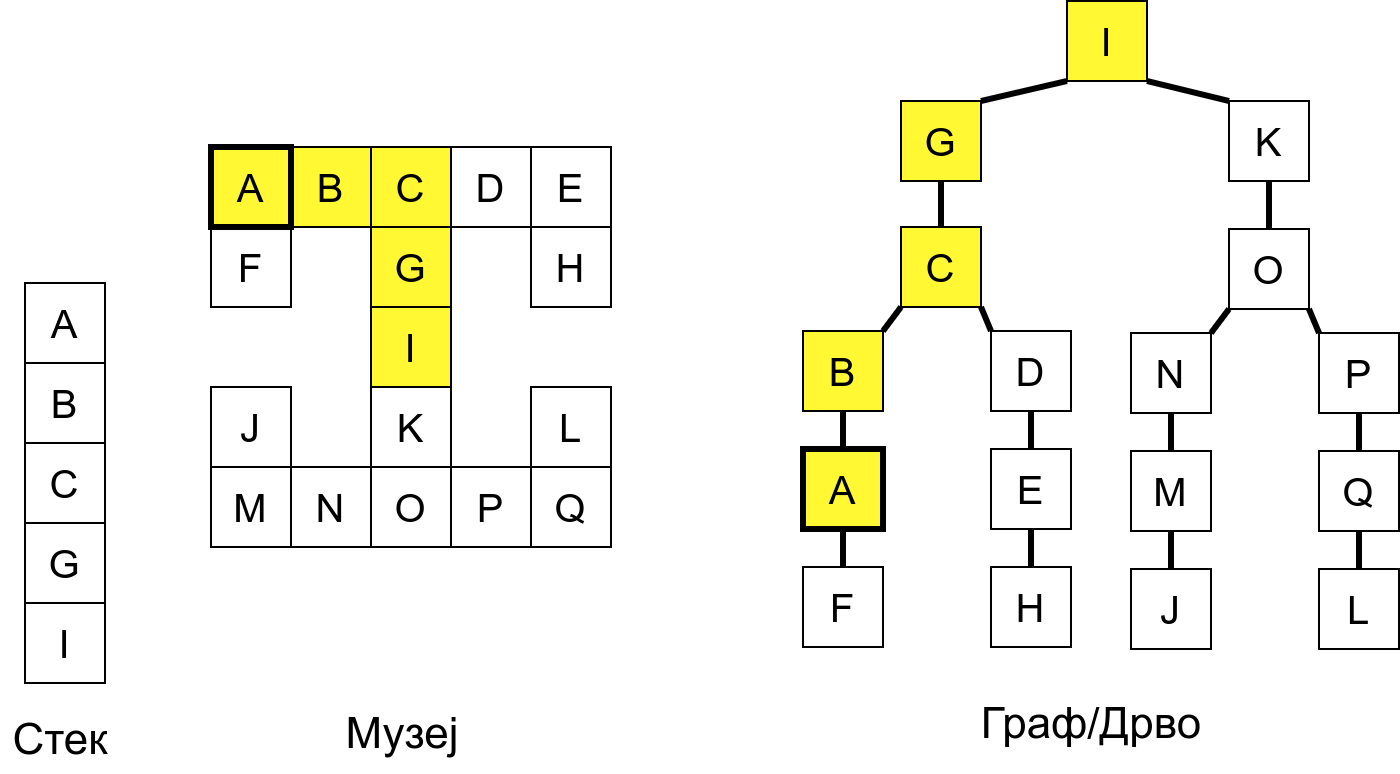 A
B
C
G
I
Стек
A B C D E
F G H
I
J K L
M N O P Q
Музеј
I
G K
C O
B D N P
A E M Q
F H J L
Граф/Дрво